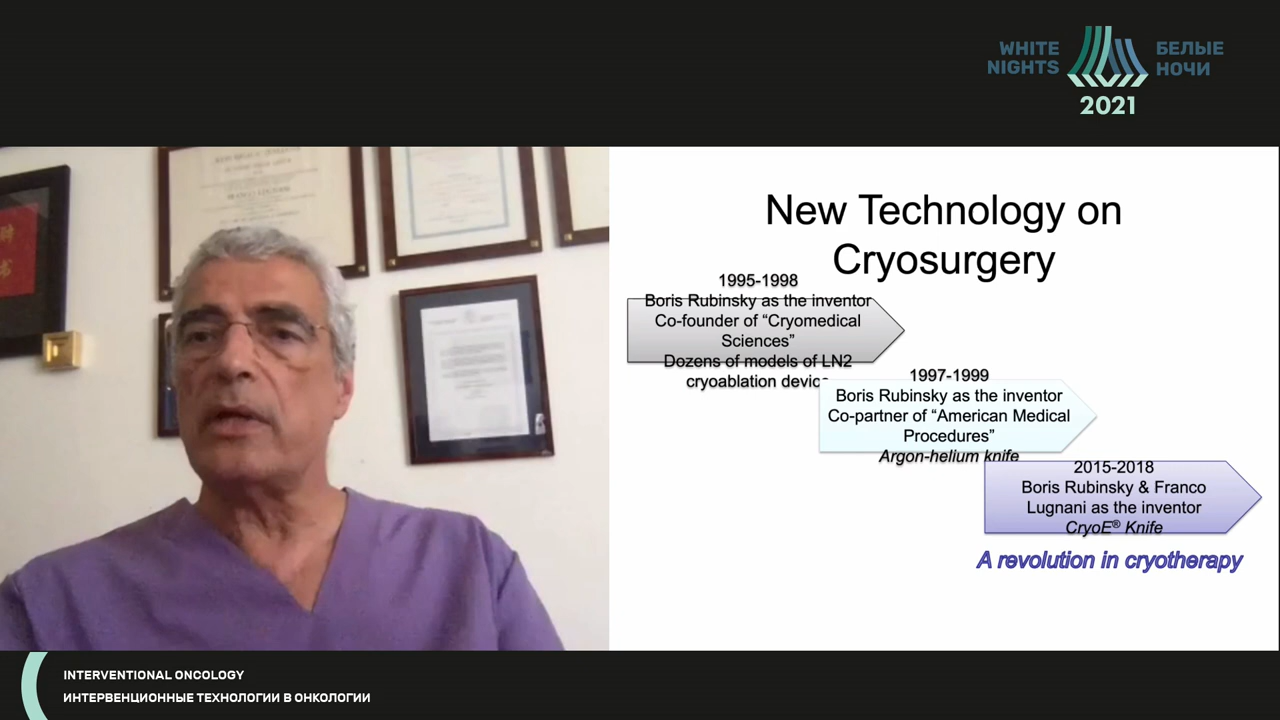 WHITE
NIGHTS
БЕЛЫЕ
НОЧИ
2021
New Technology on
Cryosurgery
1995-1998
Boris Rubinsky as the inventor
Co-founder of “Cryomedical
Sciences”
Dozens of models of LN2
cryoablation device
1997-1999
Boris Rubinsky as the inventor
Co-partner of “American Medical
Procedures”
Argon-helium knife
2015-2018
Boris Rubinsky & Franco
Lugnani as the inventor
CryoE® Knife
A revolution in cryotherapy
INTERVENTIONAL ONCOLOGY
ИНТЕРВЕНЦИОННЫЕ ТЕХНОЛОГИИ В ОНКОЛОГИИ